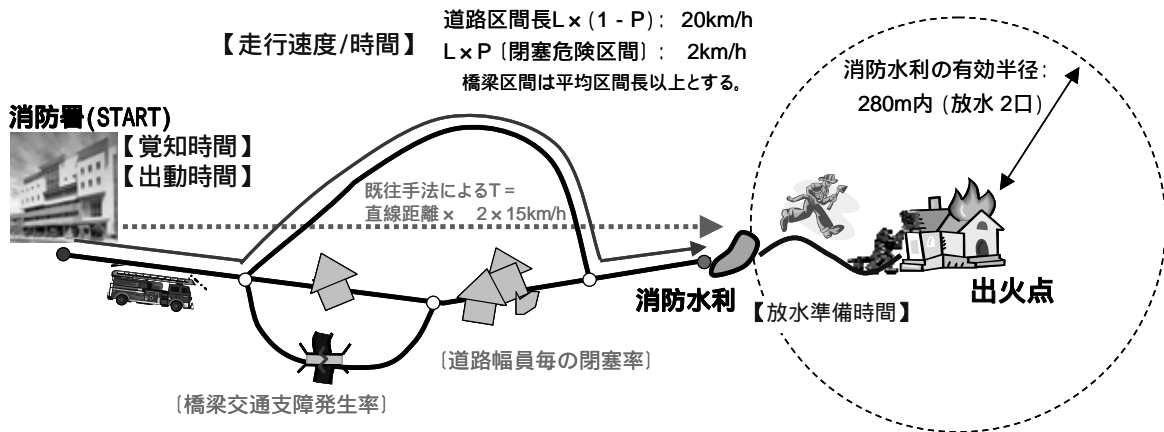 道路区間長L×(1-P): 20km/h
【走行速度/時間】
L×P〔閉塞危険区間〕: 2km/h
橋梁区間は平均区間長以上とする。
消防水利の有効半径:
280m内(放水 2口)
消防署(START)
【覚知時間】
【出動時間】
既往手法によるT=
直線距離× 2×15km/h
消防水利
出火点
【放水準備時間】
〔道路幅員毎の閉塞率〕
〔橋梁交通支障発生率〕